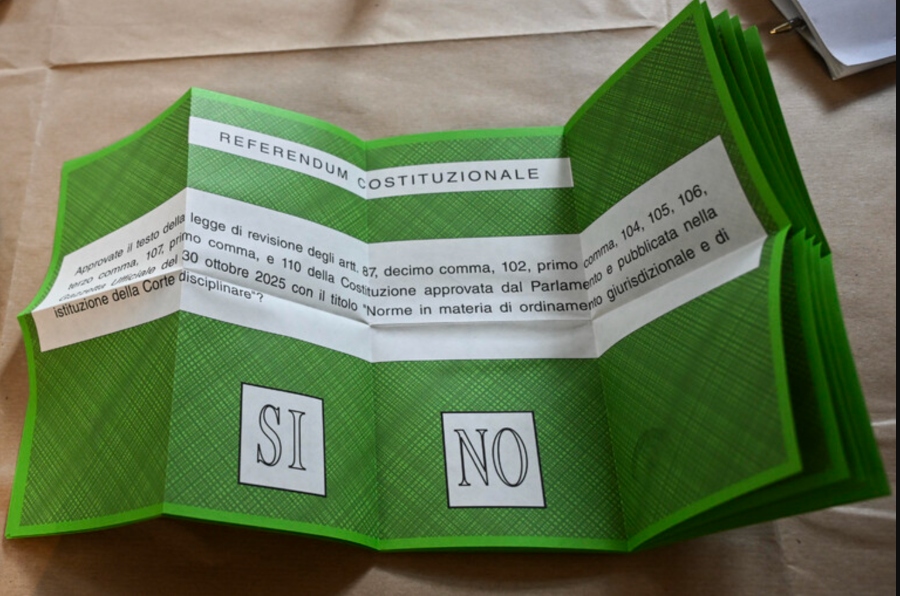 REFERENDUM COSTITUZIONALE
Approvate il testo della legge di revisione degli artt. 87, decimo comma, 102, primo comma, 104, 105, 106,
terzo comma, 107, primo comma, e 110 della Costituzione approvata dal Parlamento e pubblicata nella
Gazzetta Ufficiale del 30 ottobre 2025 con il titolo "Norme in materia di ordinamento giurisdizionale e di
istituzione della Corte disciplinare"?
SI
NO